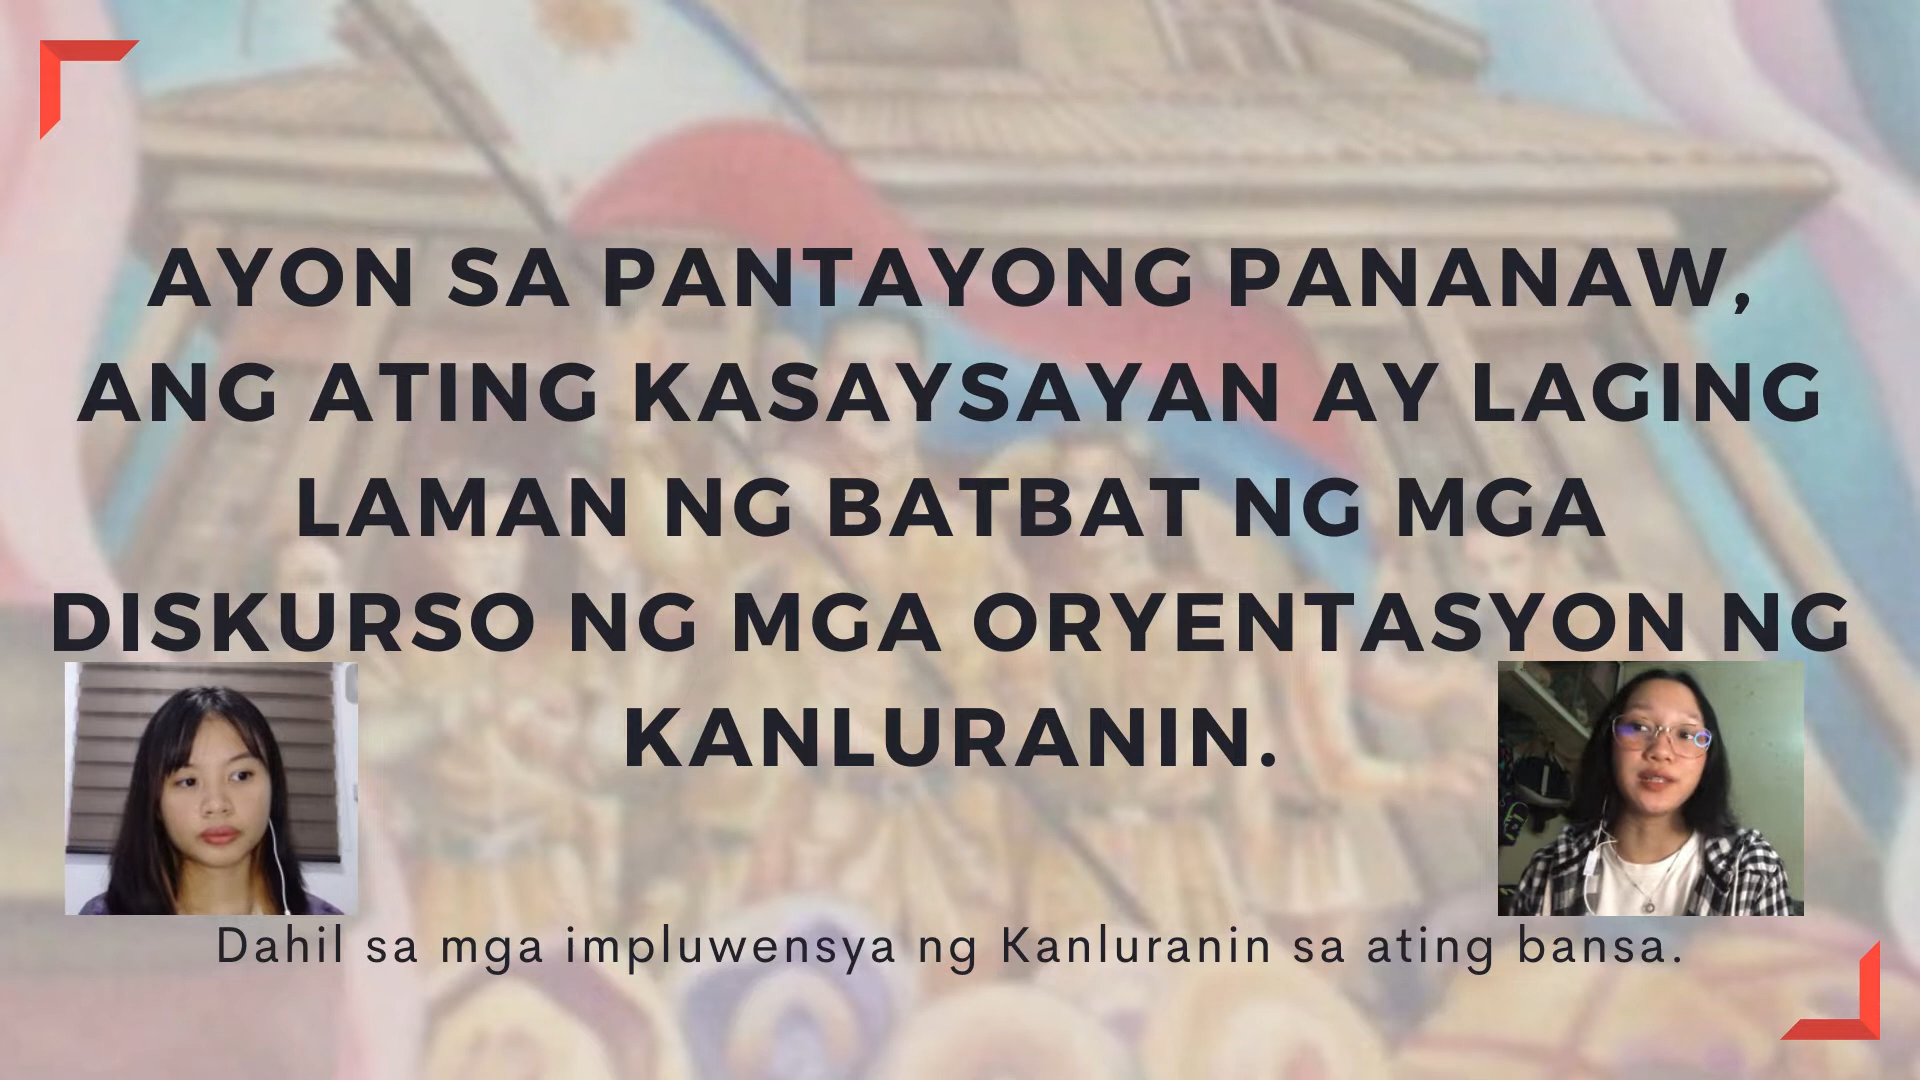 AYON SA PANTAYONG PANANAW,
ANG ATING KASAYSAYAN AY LAGING
LAMAN NG BATBAT NG MGA
DISKURSO NG MGA ORYENTASYON NG
KANLURANIN.
Dahil sa mga impluwensya ng Kanluranin sa ating bansa.